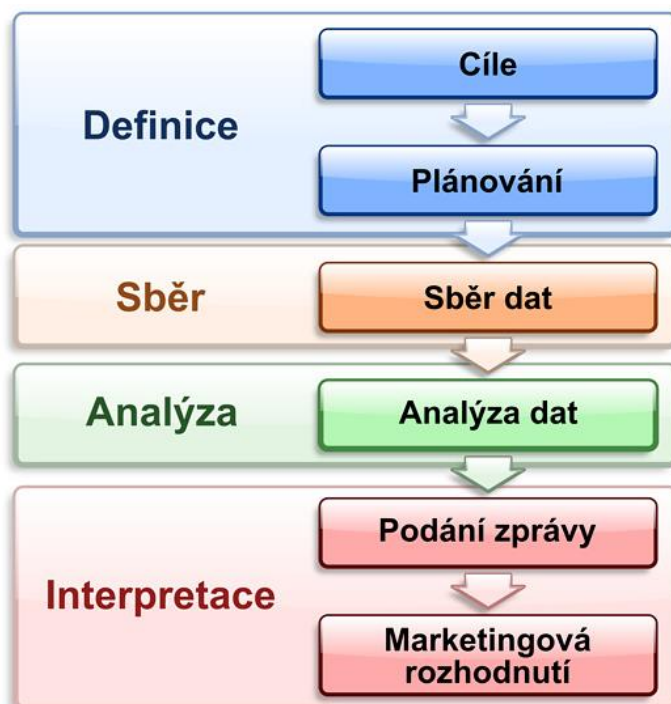 Definice
Cíle
Plánování
Sběr
Sběr dat
Analýza
Analýza dat
Interpretace
Podání zprávy
Marketingová
rozhodnutí